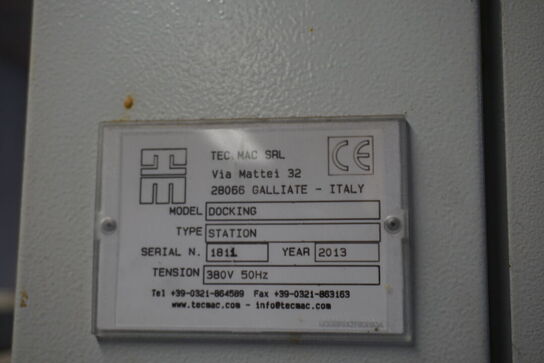 TEC.MAC SRL
Via Mattei 32
28066 GALLIATE - ITALY
CE
MODEL DOCKING
TYPE STATION
SERIAL N. 1811 YEAR 2013
TENSION 380V 50Hz
Tel +39-0321-864589 Fax +39-0321-863163
www.tecmac.com - info@tecmac.com